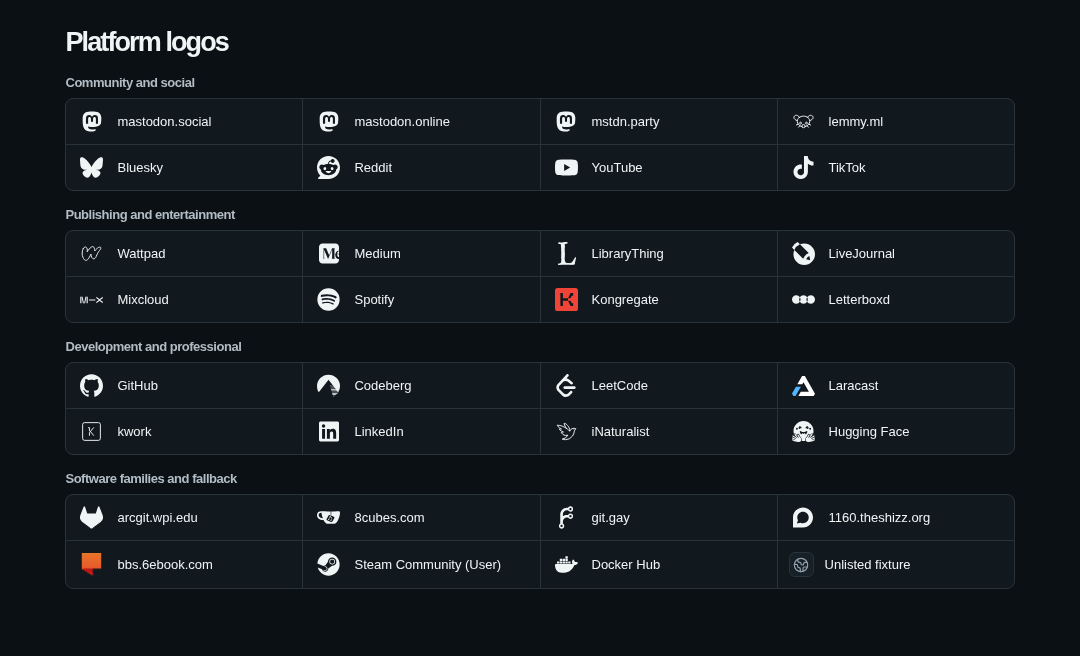 Platform logos
Community and social
mastodon.social
mastodon.online
mstdn.party
lemmy.ml
Bluesky
Reddit
YouTube
TikTok
Publishing and entertainment
Wattpad
Medium
LibraryThing
LiveJournal
Mixcloud
Spotify
Kongregate
Letterboxd
Development and professional
GitHub
Codeberg
LeetCode
Laracast
kwork
LinkedIn
iNaturalist
Hugging Face
Software families and fallback
arcgit.wpi.edu
8cubes.com
git.gay
1160.theshizz.org
bbs.6ebook.com
Steam Community (User)
Docker Hub
Unlisted fixture